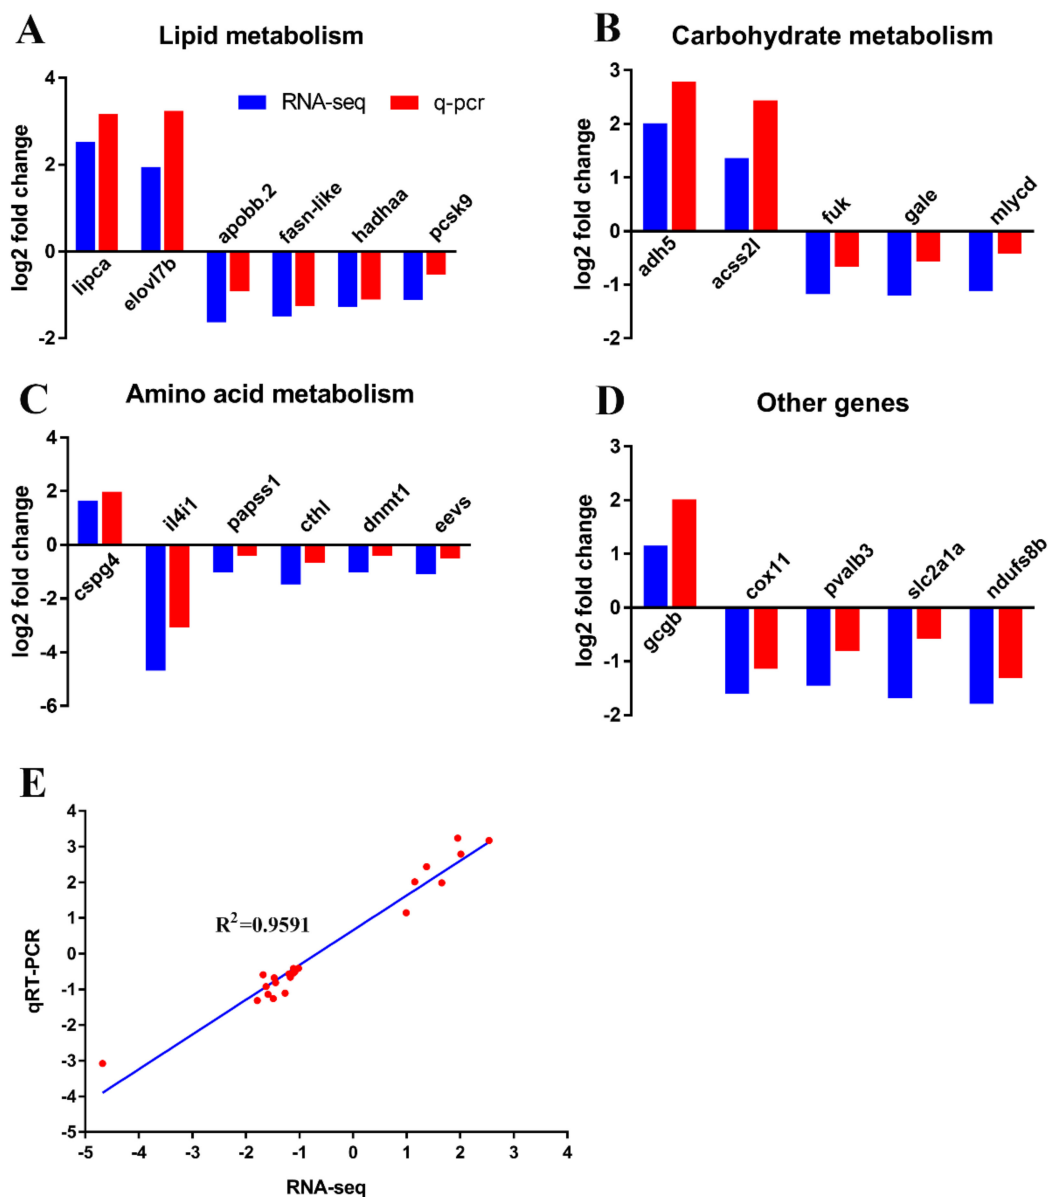 A
Lipid metabolism
log2 fold change
4
2
0
-2
RNA-seq
q-pcr
lipca
elovl7b
apobb.2
fasn-like
hadhaa
pcsk9
B
Carbohydrate metabolism
log2 fold change
3
2
1
0
-1
-2
adh5
acss2l
fuk
gale
mlycd
C
Amino acid metabolism
log2 fold change
4
2
0
-2
-4
-6
cspg4
il4i1
papss1
cthl
dnmt1
eevs
D
Other genes
log2 fold change
3
2
1
0
-1
-2
gcgb
cox11
pvalb3
slc2a1a
ndufs8b
E
qRT-PCR
4
3
2
1
0
-1
-2
-3
-4
-5
R²=0.9591
-5 -4 -3 -2 -1 0 1 2 3 4
RNA-seq